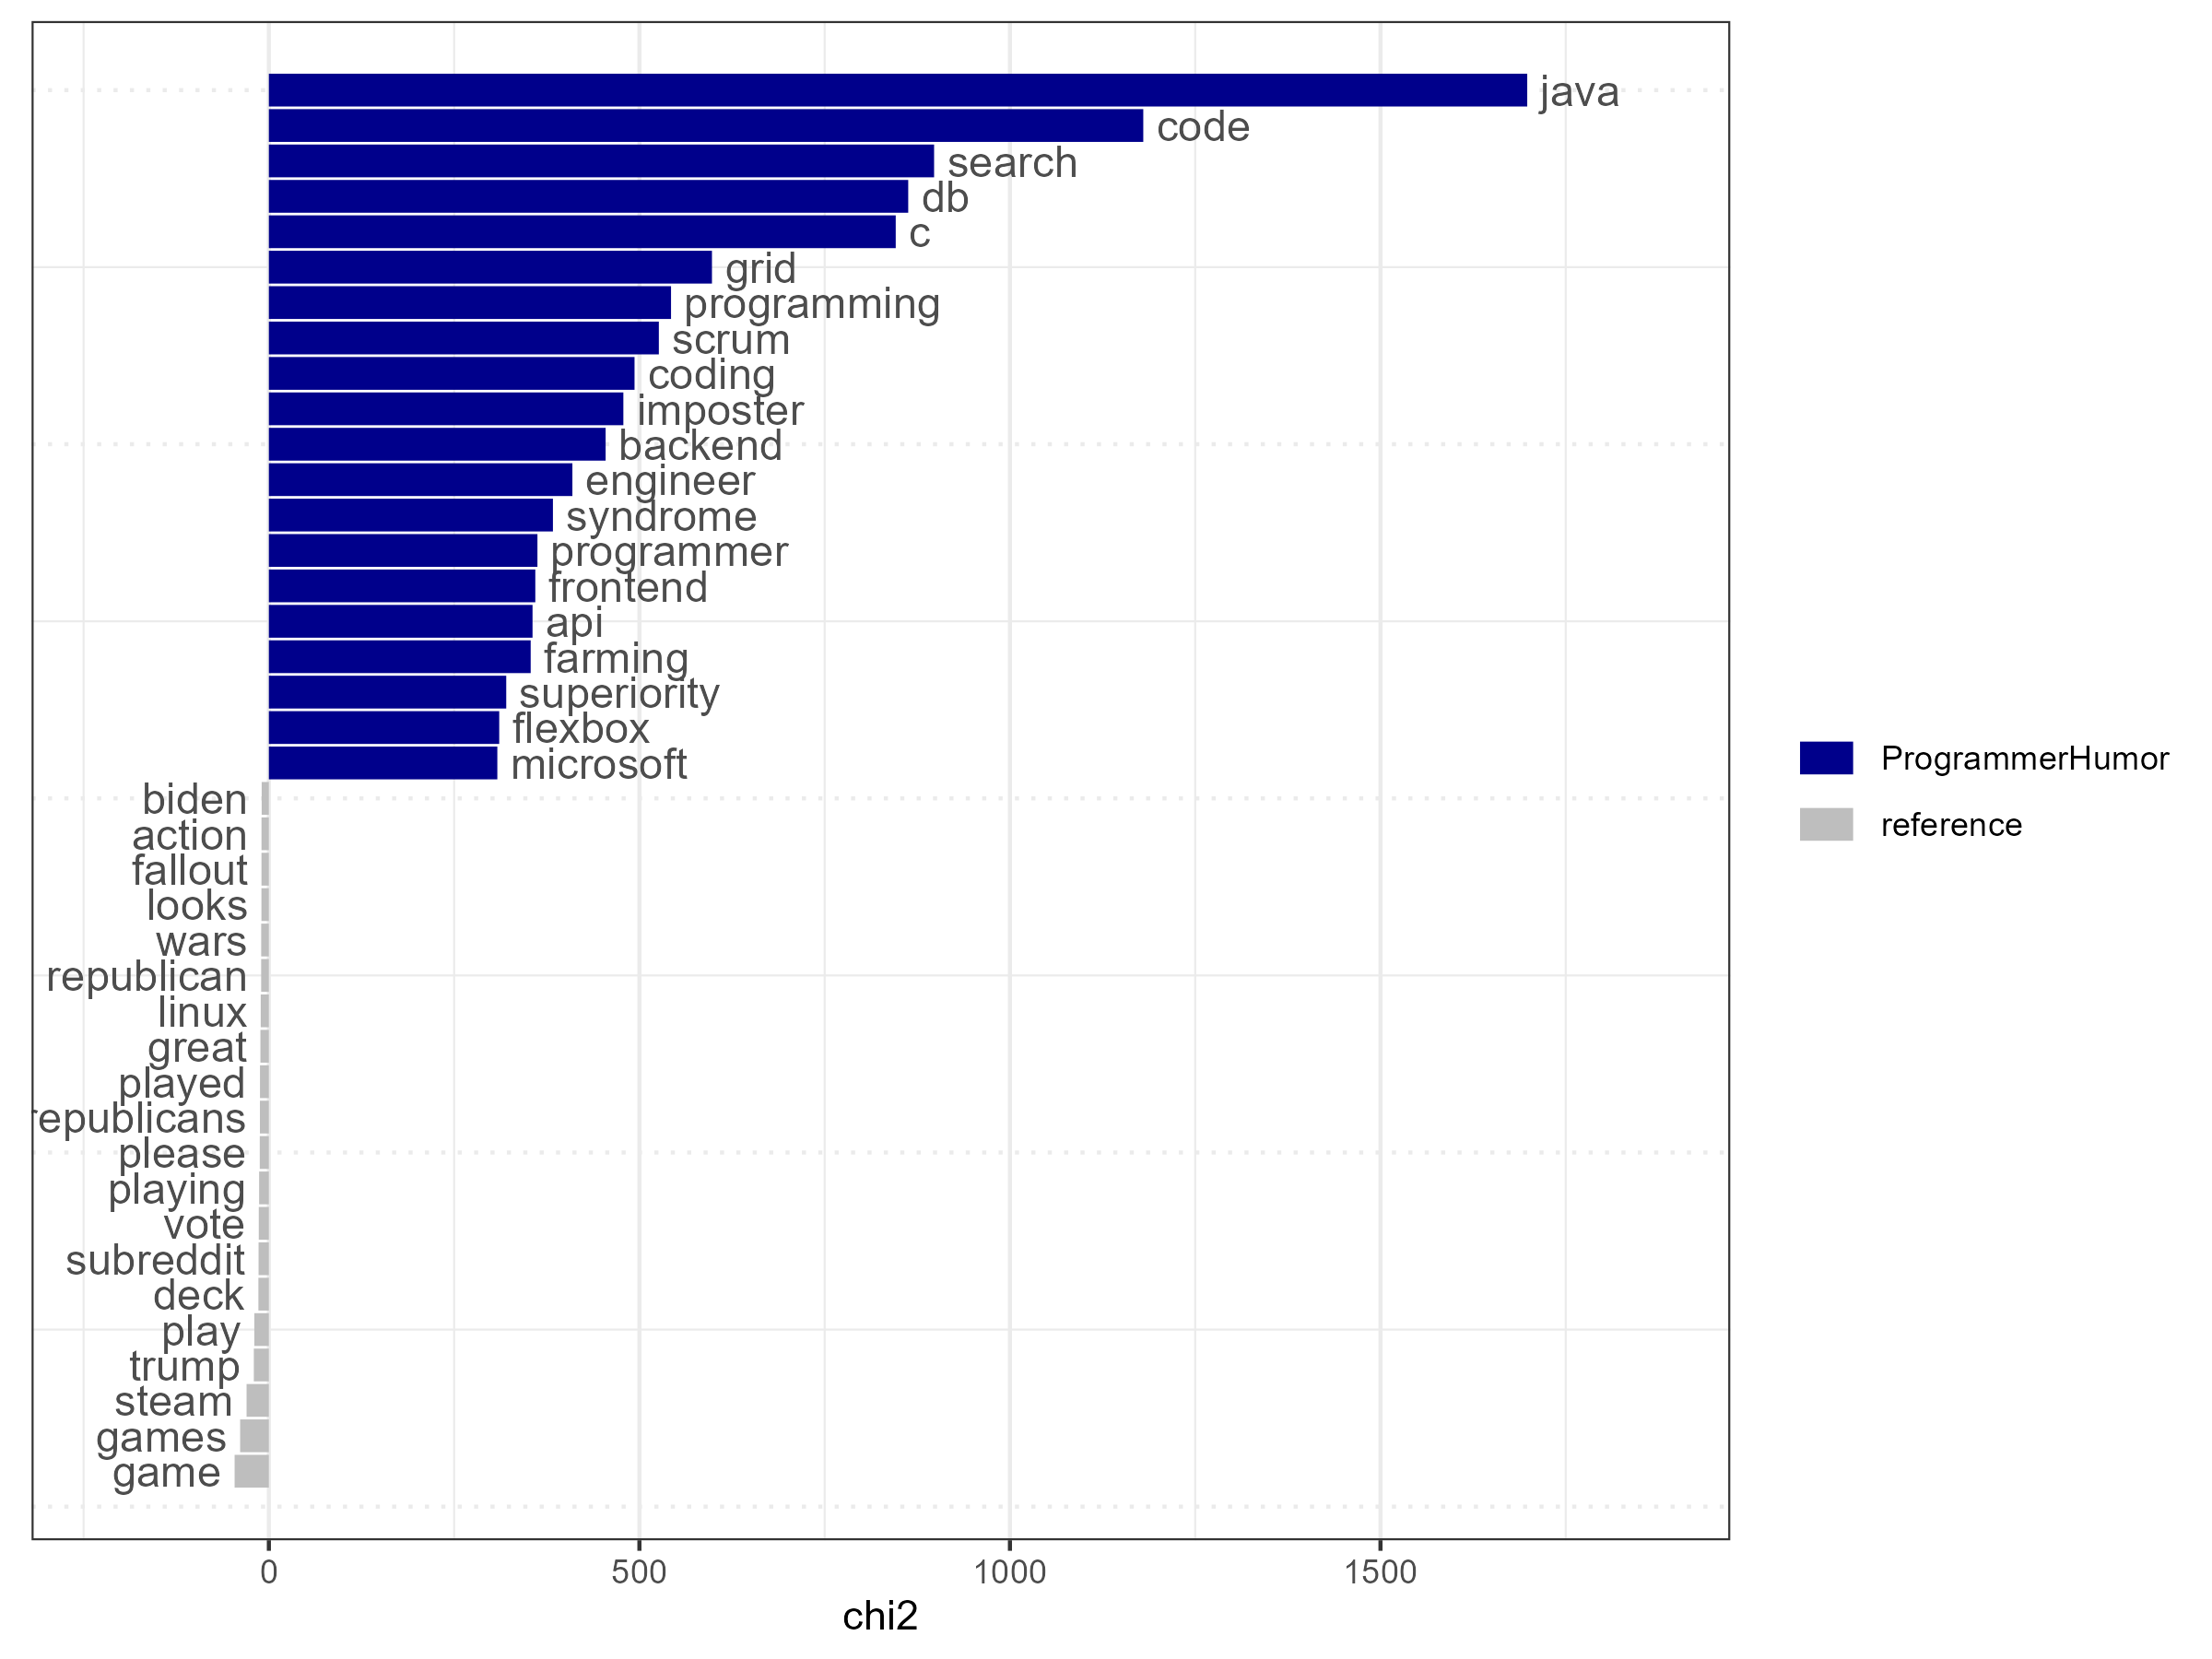 java
code
search
db
c
grid
programming
scrum
coding
imposter
backend
engineer
syndrome
programmer
frontend
api
farming
superiority
flexbox
microsoft
biden
action
fallout
looks
wars
republican
linux
great
played
republicans
please
playing
vote
subreddit
deck
play
trump
steam
games
game
0 500 1000 1500
chi2
ProgrammerHumor
reference